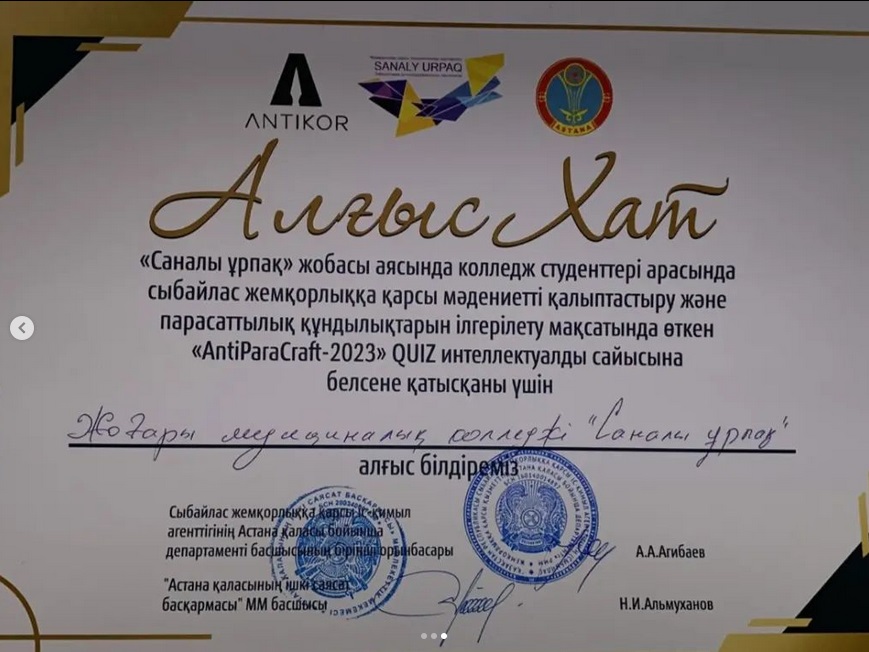 ANTIKOR
SANALY URPAQ
ASTANA
Алғыс Хат
«Саналы ұрпақ» жобасы аясында колледж студенттері арасында
сыбайлас жемқорлыққа қарсы мәдениетті қалыптастыру және
парасаттылық құндылықтарын ілгерілету мақсатында өткен
«AntiParaCraft-2023» QUIZ интеллектуалды сайысына
белсене қатысқаны үшін
Жоғары медициналық колледжі "Саналы ұрпақ"
алғыс білдіреміз
Сыбайлас жемқорлыққа қарсы іс-қимыл
агенттігінің Астана қаласы бойынша
департаменті басшысының бірінші орынбасары
А.А.Агибаев
"Астана қаласының ішкі саясат
басқармасы" ММ басшысы
Н.И.Альмуханов